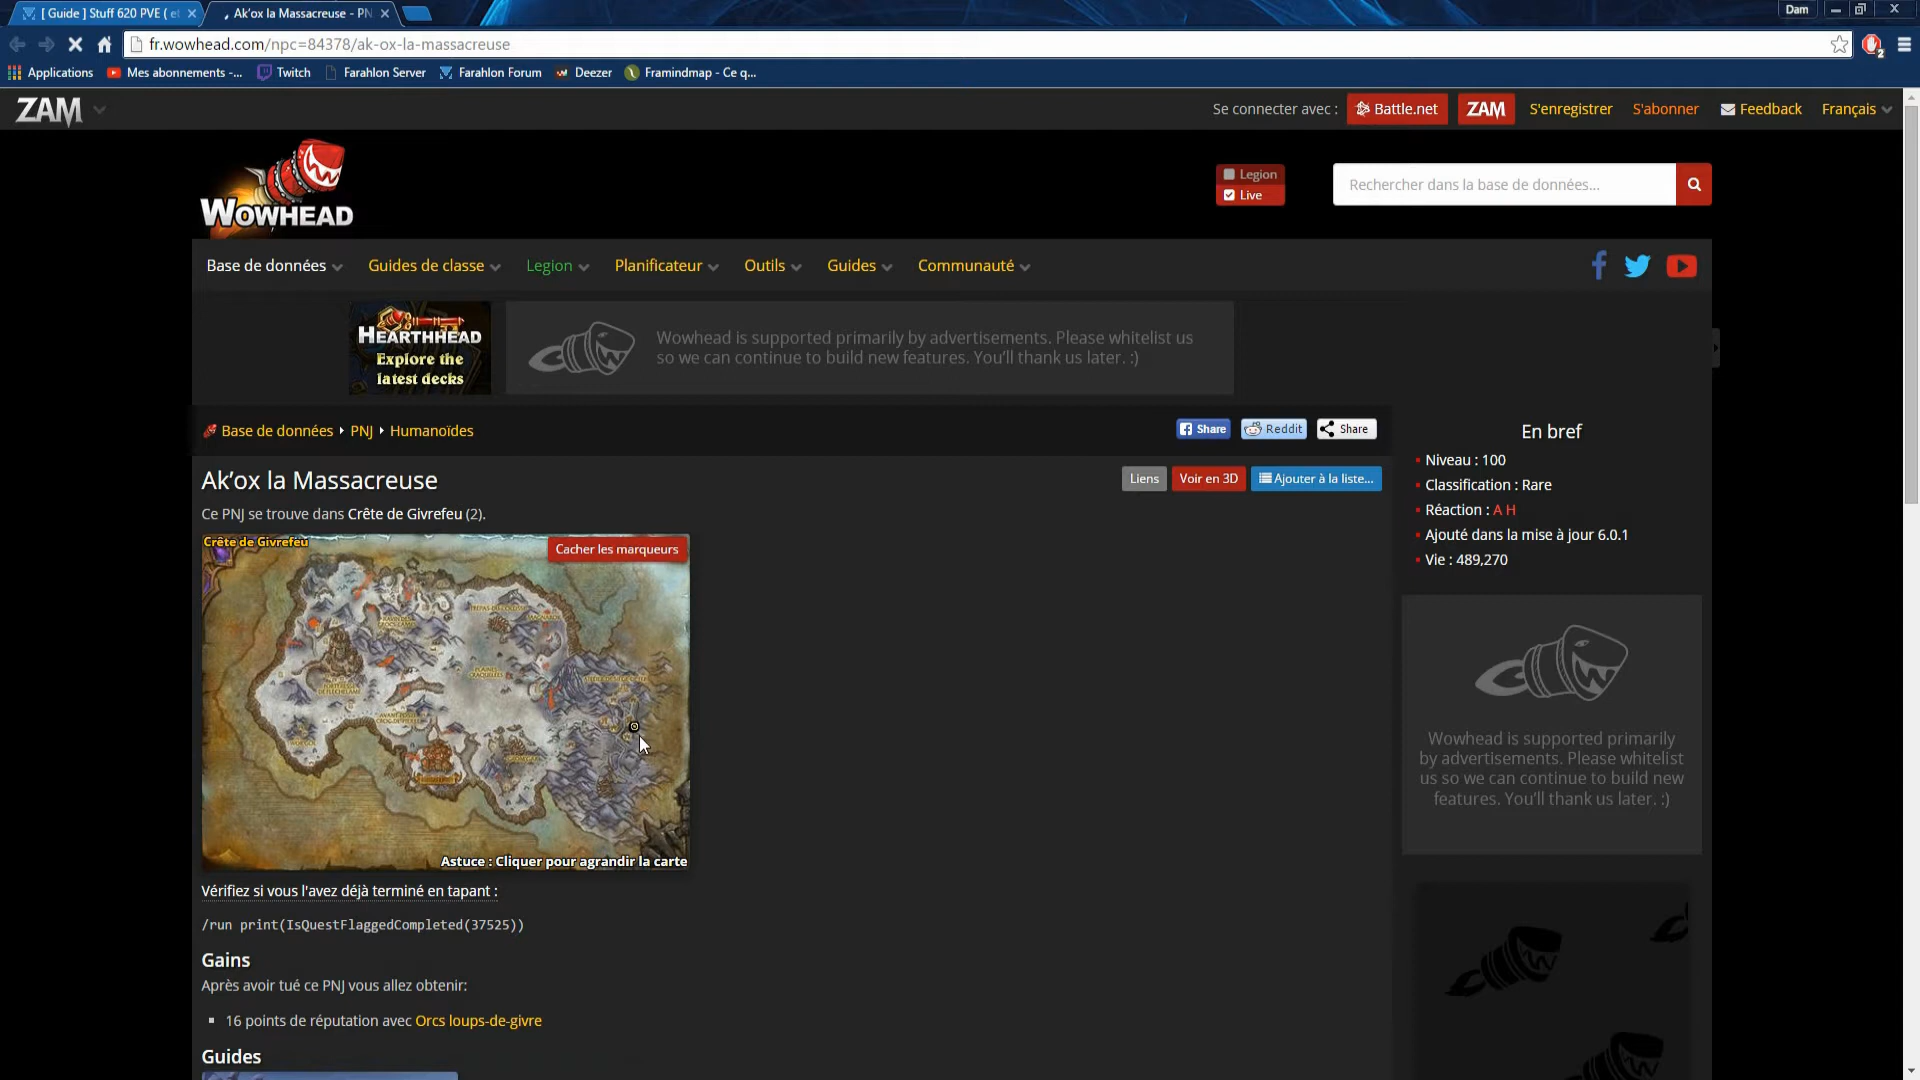 [ Guide ] Stuff 620 PVE ( et
Ak'ox la Massacreuse - PN
Dam
fr.wowhead.com/npc=84378/ak-ox-la-massacreuse
2
Applications
Mes abonnements -...
Twitch
Farahlon Server
Farahlon Forum
Deezer
Framindmap - Ce q...
ZAM
Se connecter avec :
Battle.net
ZAM
S'enregistrer
S'abonner
Feedback
Français
WOWHEAD
Legion
Live
Rechercher dans la base de données...
Base de données
Guides de classe
Legion
Planificateur
Outils
Guides
Communauté
HEARTHHEAD
Explore the
latest decks
Wowhead is supported primarily by advertisements. Please whitelist us
so we can continue to build new features. You'll thank us later. :)
Base de données
PNJ
Humanoïdes
Share
Reddit
Share
Ak'ox la Massacreuse
Liens
Voir en 3D
Ajouter à la liste...
Ce PNJ se trouve dans Crête de Givrefeu (2).
Crête de Givrefeu
Cacher les marqueurs
Astuce : Cliquer pour agrandir la carte
Vérifiez si vous l'avez déjà terminé en tapant :
/run print(IsQuestFlaggedCompleted(37525))
Gains
Après avoir tué ce PNJ vous allez obtenir:
16 points de réputation avec Orcs loups-de-givre
Guides
En bref
Niveau : 100
Classification : Rare
Réaction : A H
Ajouté dans la mise à jour 6.0.1
Vie : 489,270
Wowhead is supported primarily
by advertisements. Please whitelist
us so we can continue to build new
features. You'll thank us later. :)